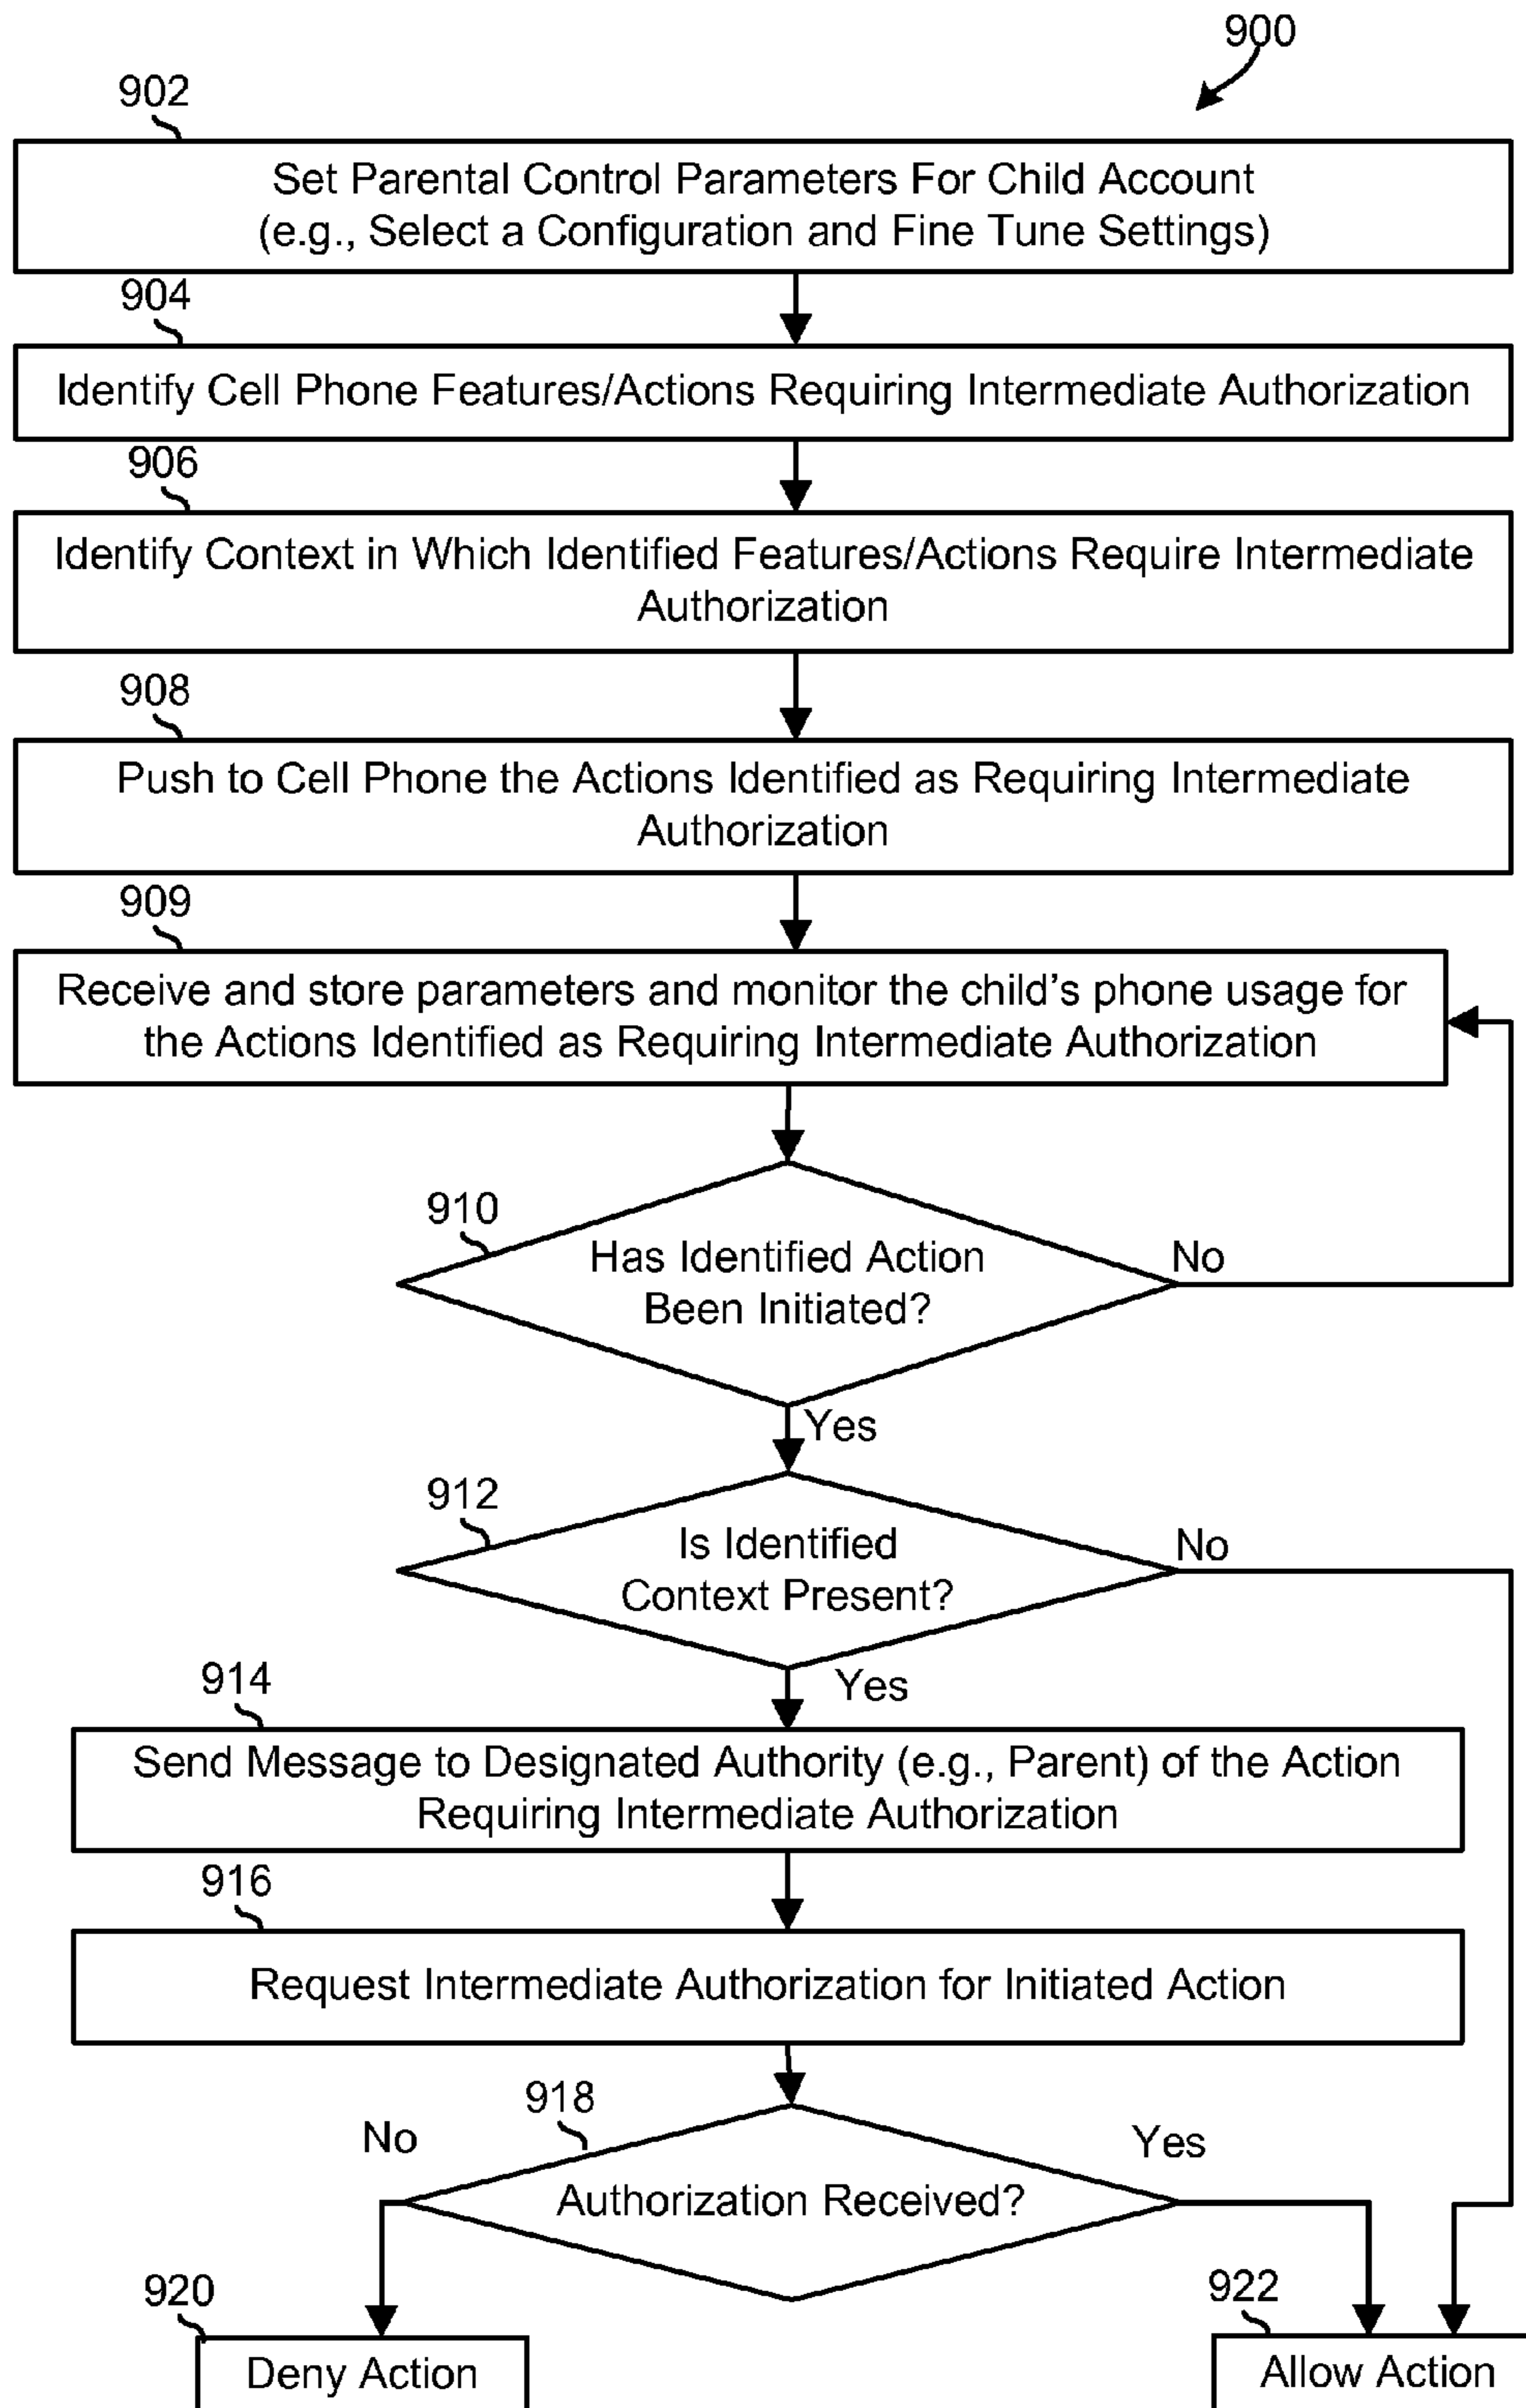 900
902
Set Parental Control Parameters For Child Account
(e.g., Select a Configuration and Fine Tune Settings)
904
Identify Cell Phone Features/Actions Requiring Intermediate Authorization
906
Identify Context in Which Identified Features/Actions Require Intermediate
Authorization
908
Push to Cell Phone the Actions Identified as Requiring Intermediate
Authorization
909
Receive and store parameters and monitor the child's phone usage for
the Actions Identified as Requiring Intermediate Authorization
910
Has Identified Action
Been Initiated?
No
Yes
912
Is Identified
Context Present?
No
Yes
914
Send Message to Designated Authority (e.g., Parent) of the Action
Requiring Intermediate Authorization
916
Request Intermediate Authorization for Initiated Action
918
No
Yes
Authorization Received?
920
Deny Action
922
Allow Action